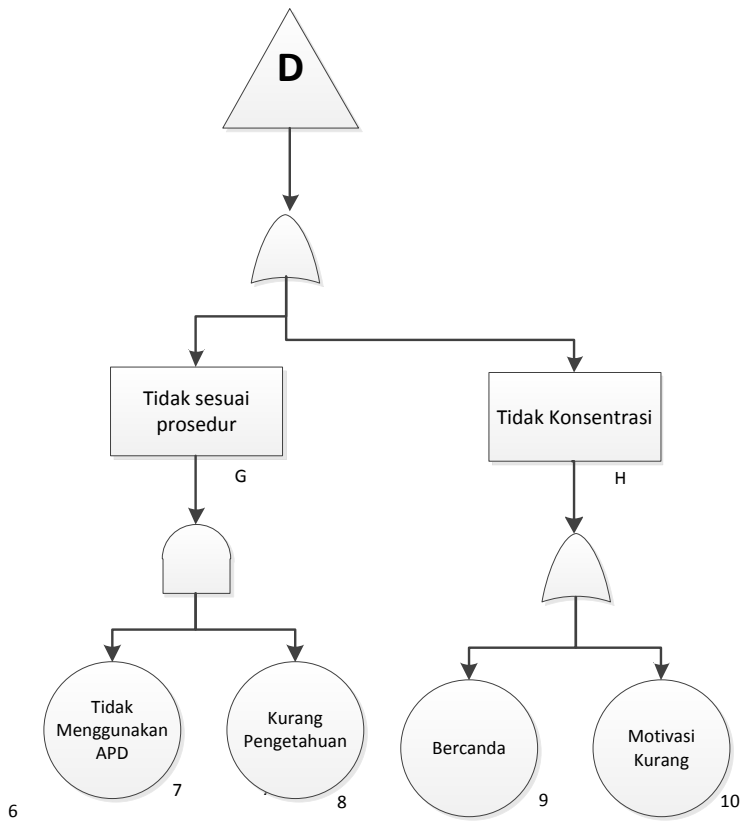 D
Tidak sesuai
prosedur
G
Tidak Konsentrasi
H
Tidak
Menggunakan
APD
7
Kurang
Pengetahuan
8
Bercanda
9
Motivasi
Kurang
10
6